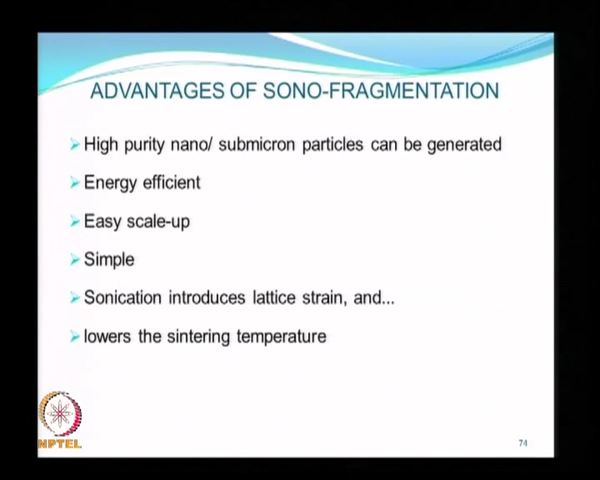 ADVANTAGES OF SONO-FRAGMENTATION
High purity nano/ submicron particles can be generated
Energy efficient
Easy scale-up
Simple
Sonication introduces lattice strain, and...
lowers the sintering temperature
NPTEL
74